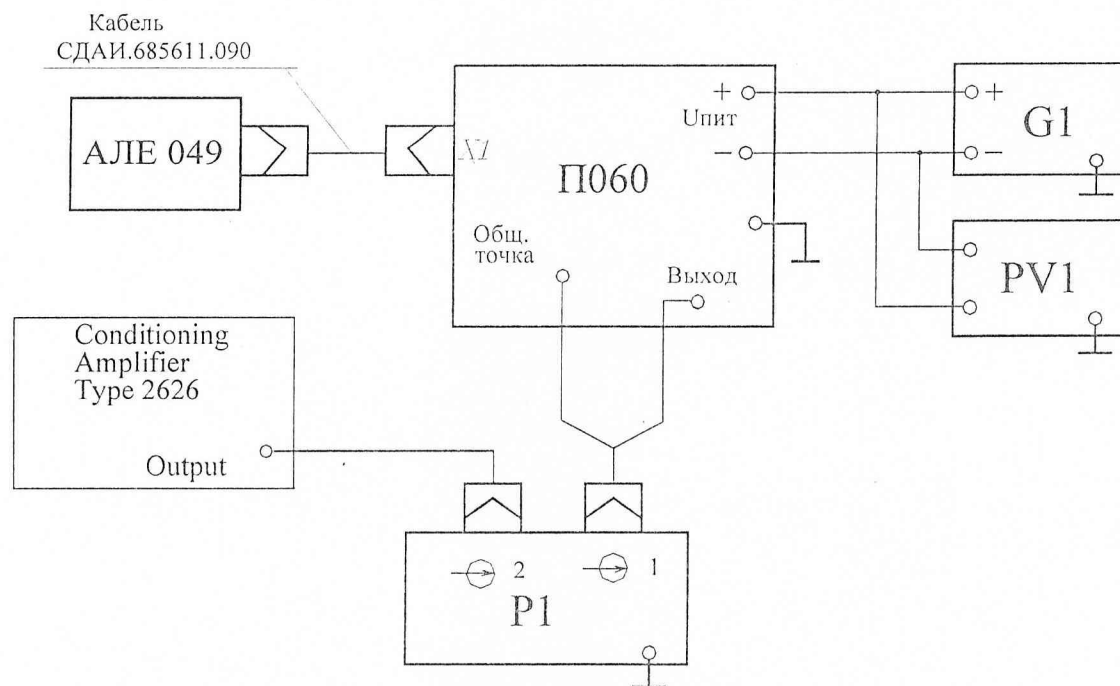 Кабель
СДАИ.685611.090
АЛЕ 049
X1
П060
+
Uпит
−
Общ.
точка
Выход
+
G1
−
PV1
Conditioning
Amplifier
Type 2626
Output
2
1
P1